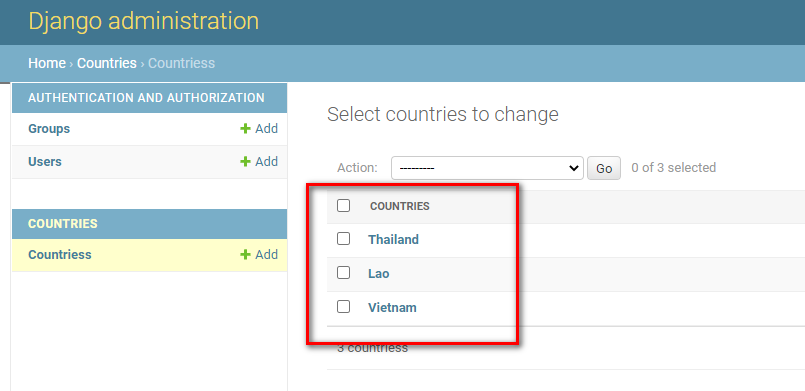 Django administration
Home › Countries › Countriess
AUTHENTICATION AND AUTHORIZATION
Groups + Add
Users + Add
COUNTRIES
Countriess + Add
Select countries to change
Action: --------- Go 0 of 3 selected
COUNTRIES
Thailand
Lao
Vietnam
3 countriess